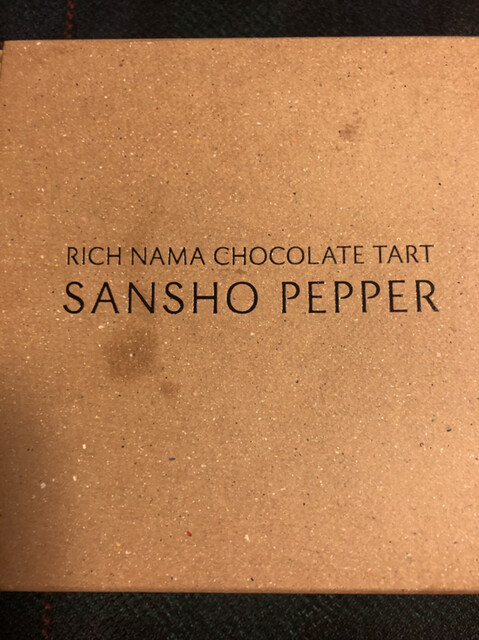 RICH NAMA CHOCOLATE TART
SANSHO PEPPER